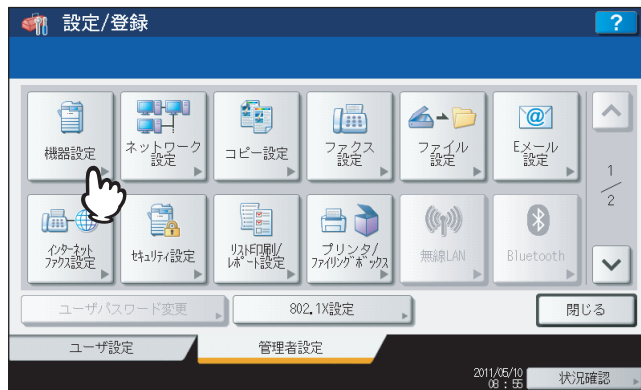 設定/登録
?
機器設定
ネットワーク
設定
コピー設定
ファクス
設定
ファイル
設定
@
Eメール
設定
1
2
インターネット
ファクス設定
セキュリティ設定
リスト印刷/
レポート設定
プリンタ/
ファイリングボックス
無線LAN
Bluetooth
ユーザパスワード変更
802.1X設定
閉じる
ユーザ設定
管理者設定
2011/05/10
08:55
状況確認